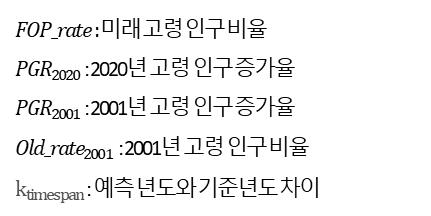 FOP_rate : 미래 고령 인구 비율
PGR2020 : 2020년 고령 인구 증가율
PGR2001 : 2001년 고령 인구 증가율
Old_rate2001 : 2001년 고령 인구 비율
ktimespan : 예측 년도와 기준년도 차이